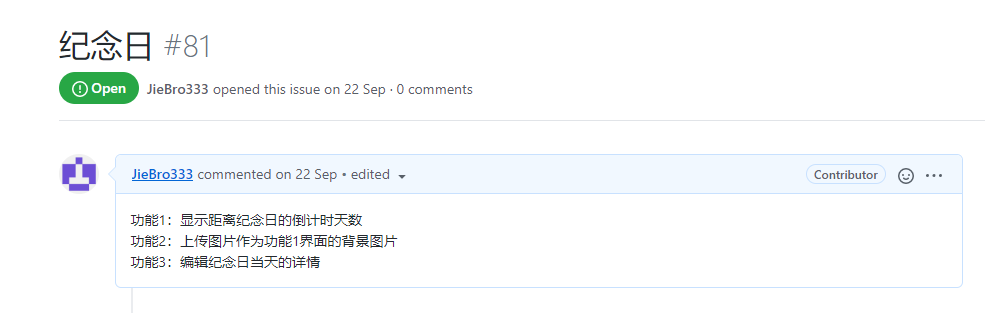 纪念日 #81
Open JieBro333 opened this issue on 22 Sep · 0 comments
JieBro333 commented on 22 Sep • edited Contributor
功能1：显示距离纪念日的倒计时天数
功能2：上传图片作为功能1界面的背景图片
功能3：编辑纪念日当天的详情